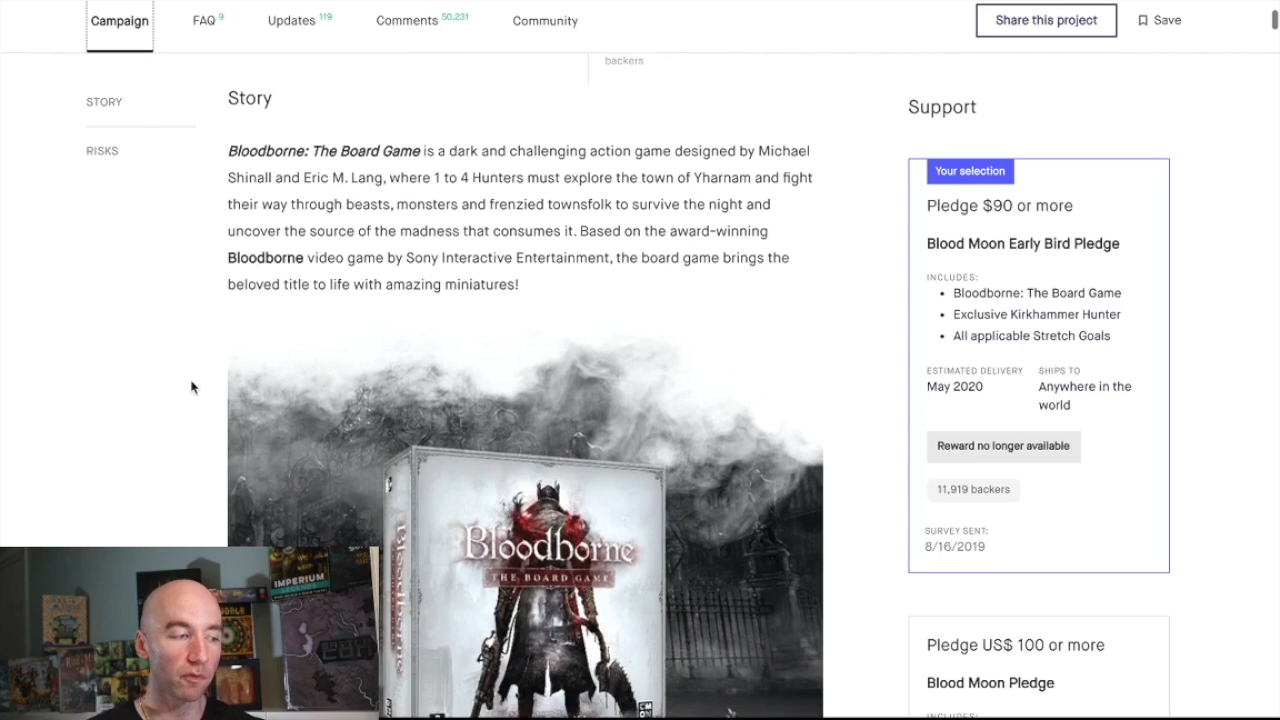 Campaign
FAQ 9
Updates 119
Comments 50,231
Community
Share this project
Save
backers
STORY
RISKS
Story
Bloodborne: The Board Game is a dark and challenging action game designed by Michael
Shinall and Eric M. Lang, where 1 to 4 Hunters must explore the town of Yharnam and fight
their way through beasts, monsters and frenzied townsfolk to survive the night and
uncover the source of the madness that consumes it. Based on the award-winning
Bloodborne video game by Sony Interactive Entertainment, the board game brings the
beloved title to life with amazing miniatures!
Bloodborne
THE BOARD GAME
Support
Your selection
Pledge $90 or more
Blood Moon Early Bird Pledge
INCLUDES:
• Bloodborne: The Board Game
• Exclusive Kirkhammer Hunter
• All applicable Stretch Goals
ESTIMATED DELIVERY
May 2020
SHIPS TO
Anywhere in the
world
Reward no longer available
11,919 backers
SURVEY SENT:
8/16/2019
Pledge US$ 100 or more
Blood Moon Pledge
INCLUDES:
IMPERIUM
LEGENDS